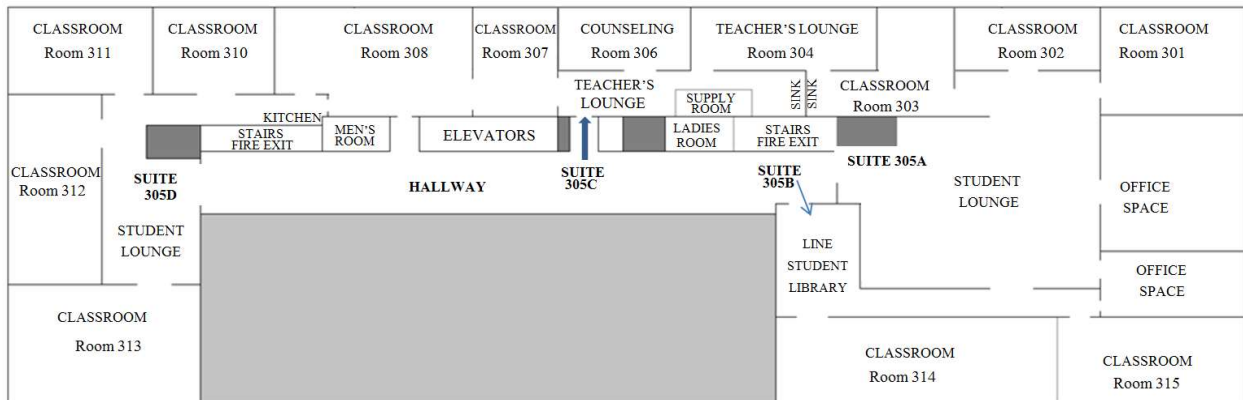 CLASSROOM
Room 311
CLASSROOM
Room 310
CLASSROOM
Room 308
CLASSROOM
Room 307
COUNSELING
Room 306
TEACHER'S LOUNGE
Room 304
CLASSROOM
Room 302
CLASSROOM
Room 301
TEACHER'S
LOUNGE
SINK
SINK
CLASSROOM
Room 303
SUPPLY
ROOM
KITCHEN
STAIRS
FIRE EXIT
MEN'S
ROOM
ELEVATORS
LADIES
ROOM
STAIRS
FIRE EXIT
CLASSROOM
Room 312
SUITE
305D
HALLWAY
SUITE
305C
SUITE
305B
SUITE 305A
STUDENT
LOUNGE
OFFICE
SPACE
STUDENT
LOUNGE
LINE
STUDENT
LIBRARY
OFFICE
SPACE
CLASSROOM
Room 313
CLASSROOM
Room 314
CLASSROOM
Room 315